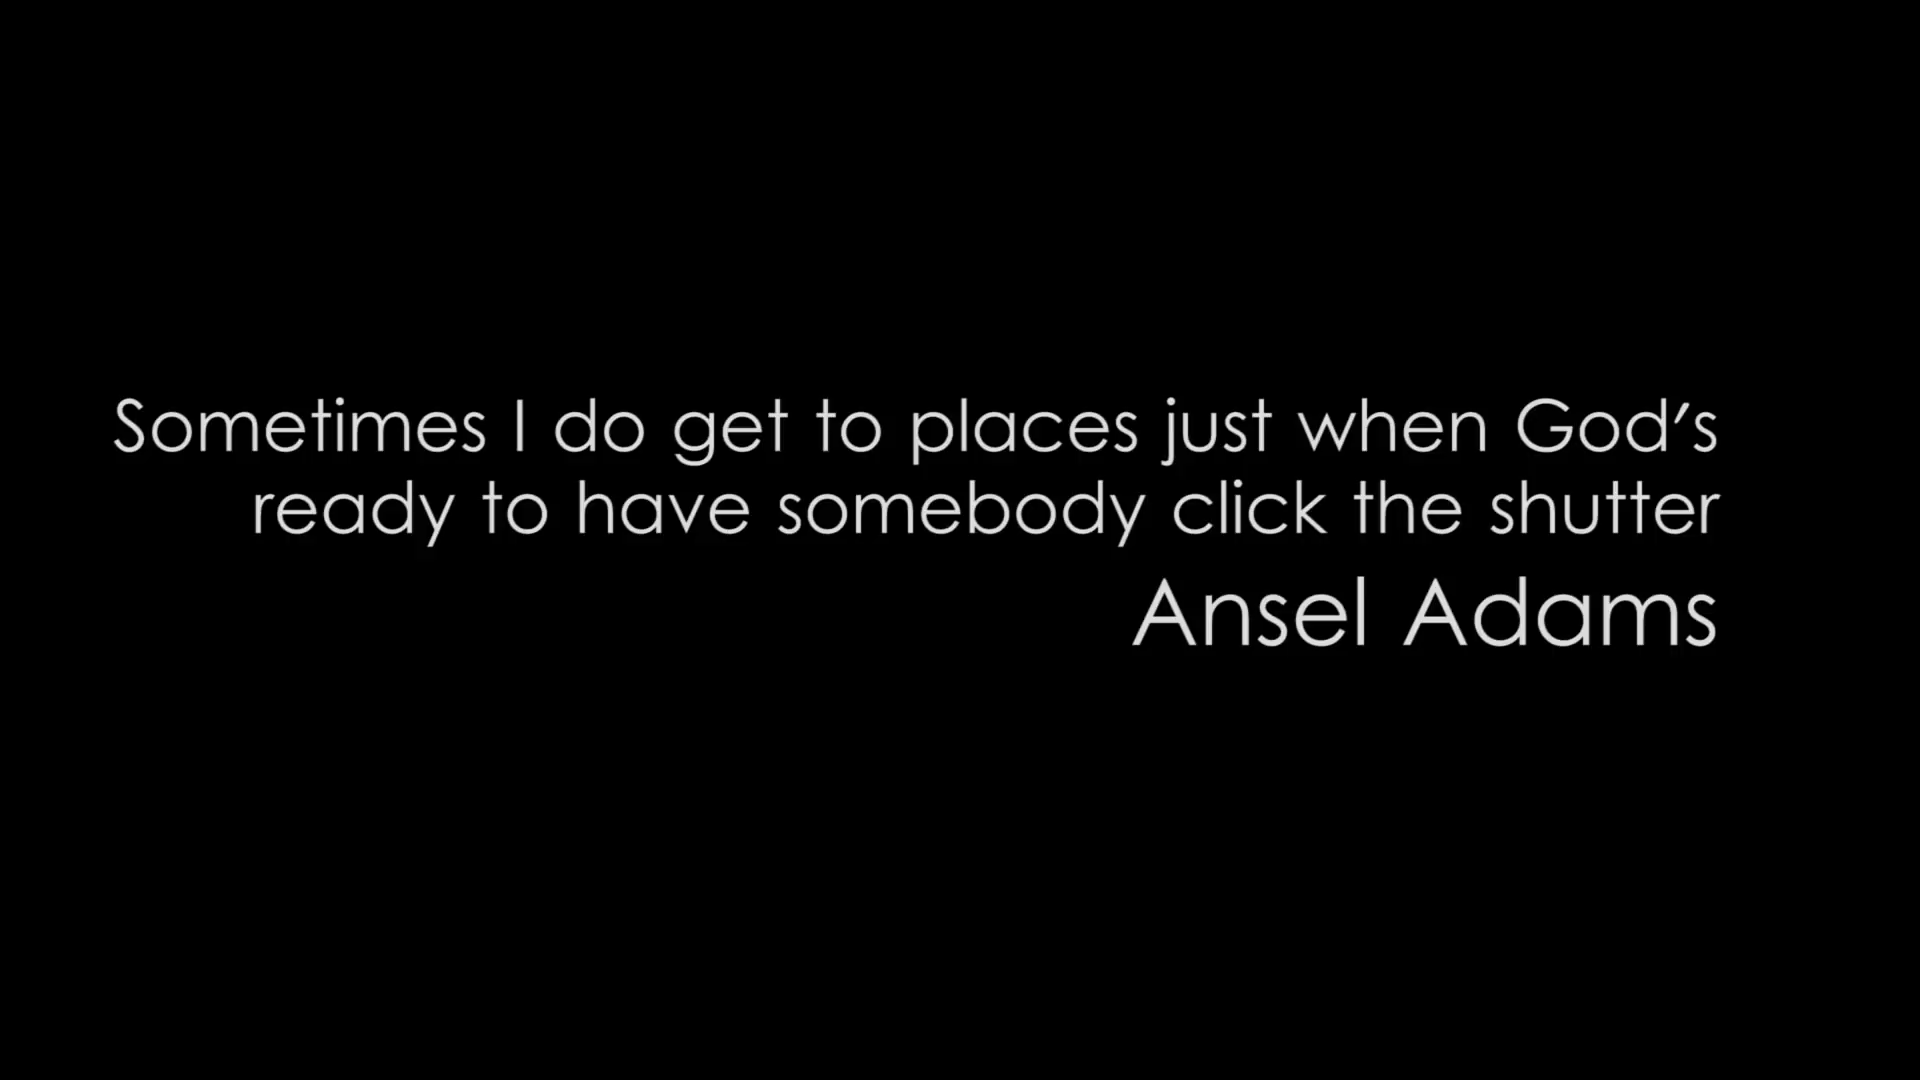 Sometimes I do get to places just when God's
ready to have somebody click the shutter
Ansel Adams